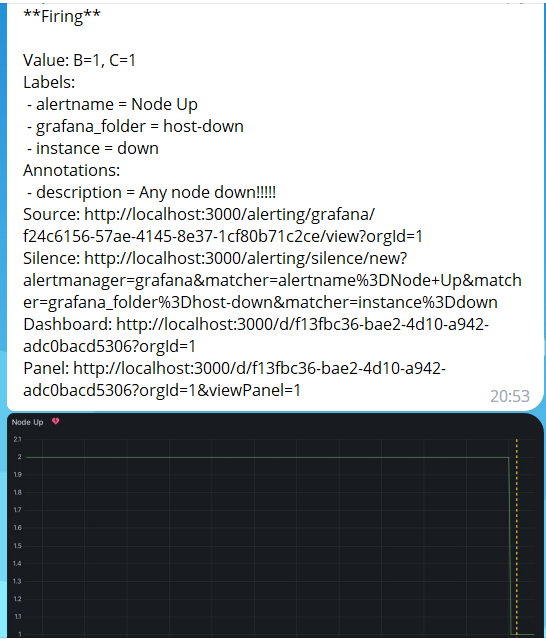 **Firing**
Value: B=1, C=1
Labels:
- alertname = Node Up
- grafana_folder = host-down
- instance = down
Annotations:
- description = Any node down!!!!!
Source: http://localhost:3000/alerting/grafana/
f24c6156-57ae-4145-8e37-1cf80b71c2ce/view?orgId=1
Silence: http://localhost:3000/alerting/silence/new?
alertmanager=grafana&matcher=alertname%3DNode+Up&match
er=grafana_folder%3Dhost-down&matcher=instance%3Ddown
Dashboard: http://localhost:3000/d/f13fbc36-bae2-4d10-a942-
adc0bacd5306?orgId=1
Panel: http://localhost:3000/d/f13fbc36-bae2-4d10-a942-
adc0bacd5306?orgId=1&viewPanel=1
20:53
Node Up
2.1
2
1.9
1.8
1.7
1.6
1.5
1.4
1.3
1.2
1.1
1